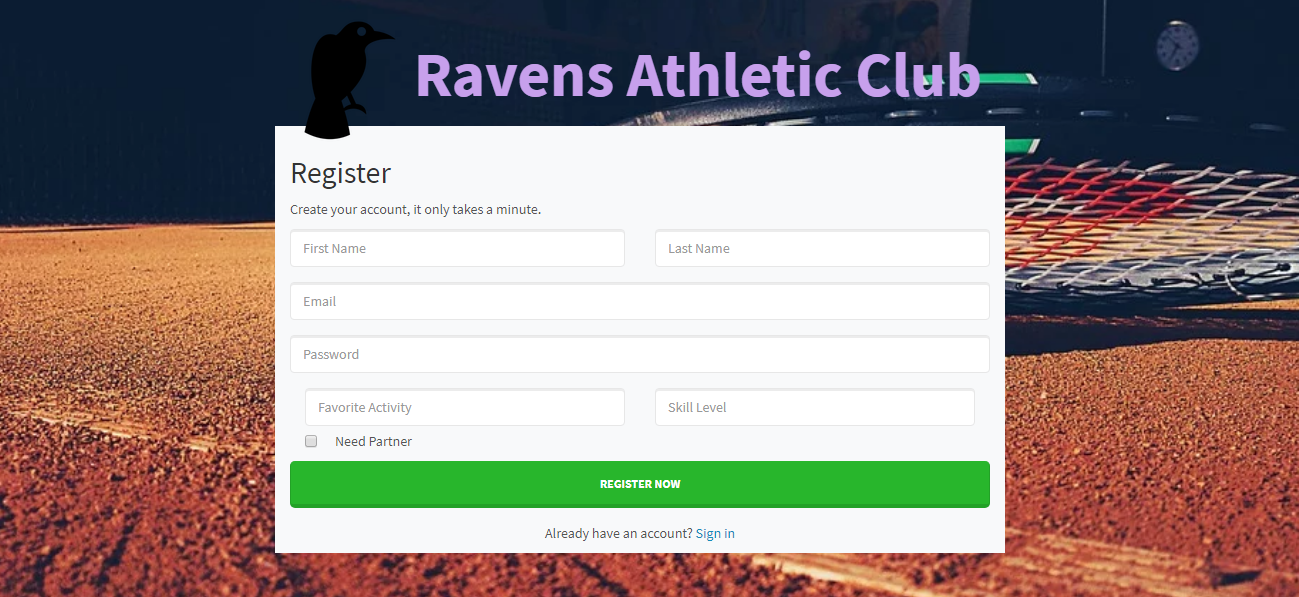 Ravens Athletic Club
Register
Create your account, it only takes a minute.
First Name
Last Name
Email
Password
Favorite Activity
Skill Level
Need Partner
REGISTER NOW
Already have an account? Sign in